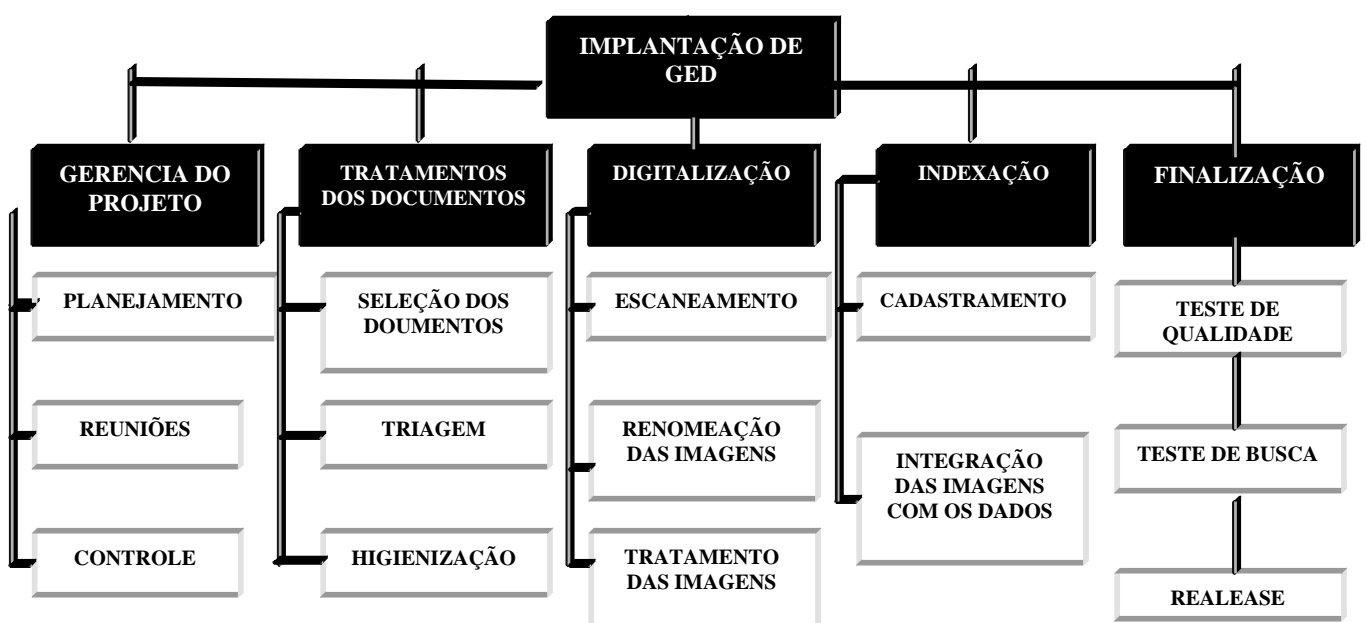 IMPLANTAÇÃO DE
GED
GERENCIA DO
PROJETO
TRATAMENTOS
DOS DOCUMENTOS
DIGITALIZAÇÃO
INDEXAÇÃO
FINALIZAÇÃO
PLANEJAMENTO
SELEÇÃO DOS
DOUMENTOS
ESCANEAMENTO
CADASTRAMENTO
TESTE DE
QUALIDADE
REUNIÕES
TRIAGEM
RENOMEAÇÃO
DAS IMAGENS
INTEGRAÇÃO
DAS IMAGENS
COM OS DADOS
TESTE DE BUSCA
CONTROLE
HIGIENIZAÇÃO
TRATAMENTO
DAS IMAGENS
REALEASE